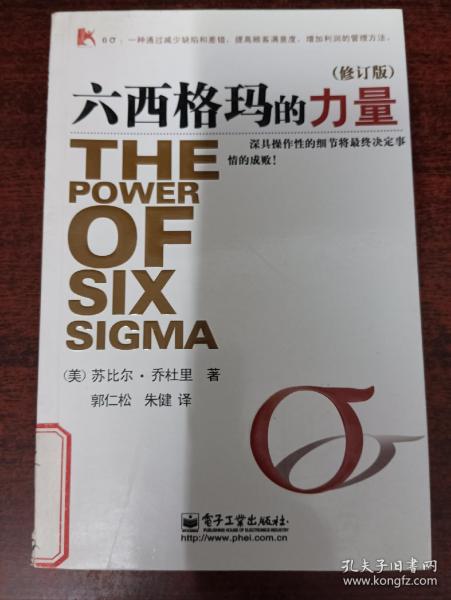 6σ：一种通过减少缺陷和差错，提高顾客满意度，增加利润的管理方法。
（修订版）
六西格玛的力量
深具操作性的细节将最终决定事
情的成败！
THE
POWER
OF
SIX
SIGMA
（美）苏比尔·乔杜里 著
郭仁松 朱健 译
σ
电子工业出版社
PUBLISHING HOUSE OF ELECTRONICS INDUSTRY
http://www.phei.com.cn
孔夫子旧书网
www.kongfz.com